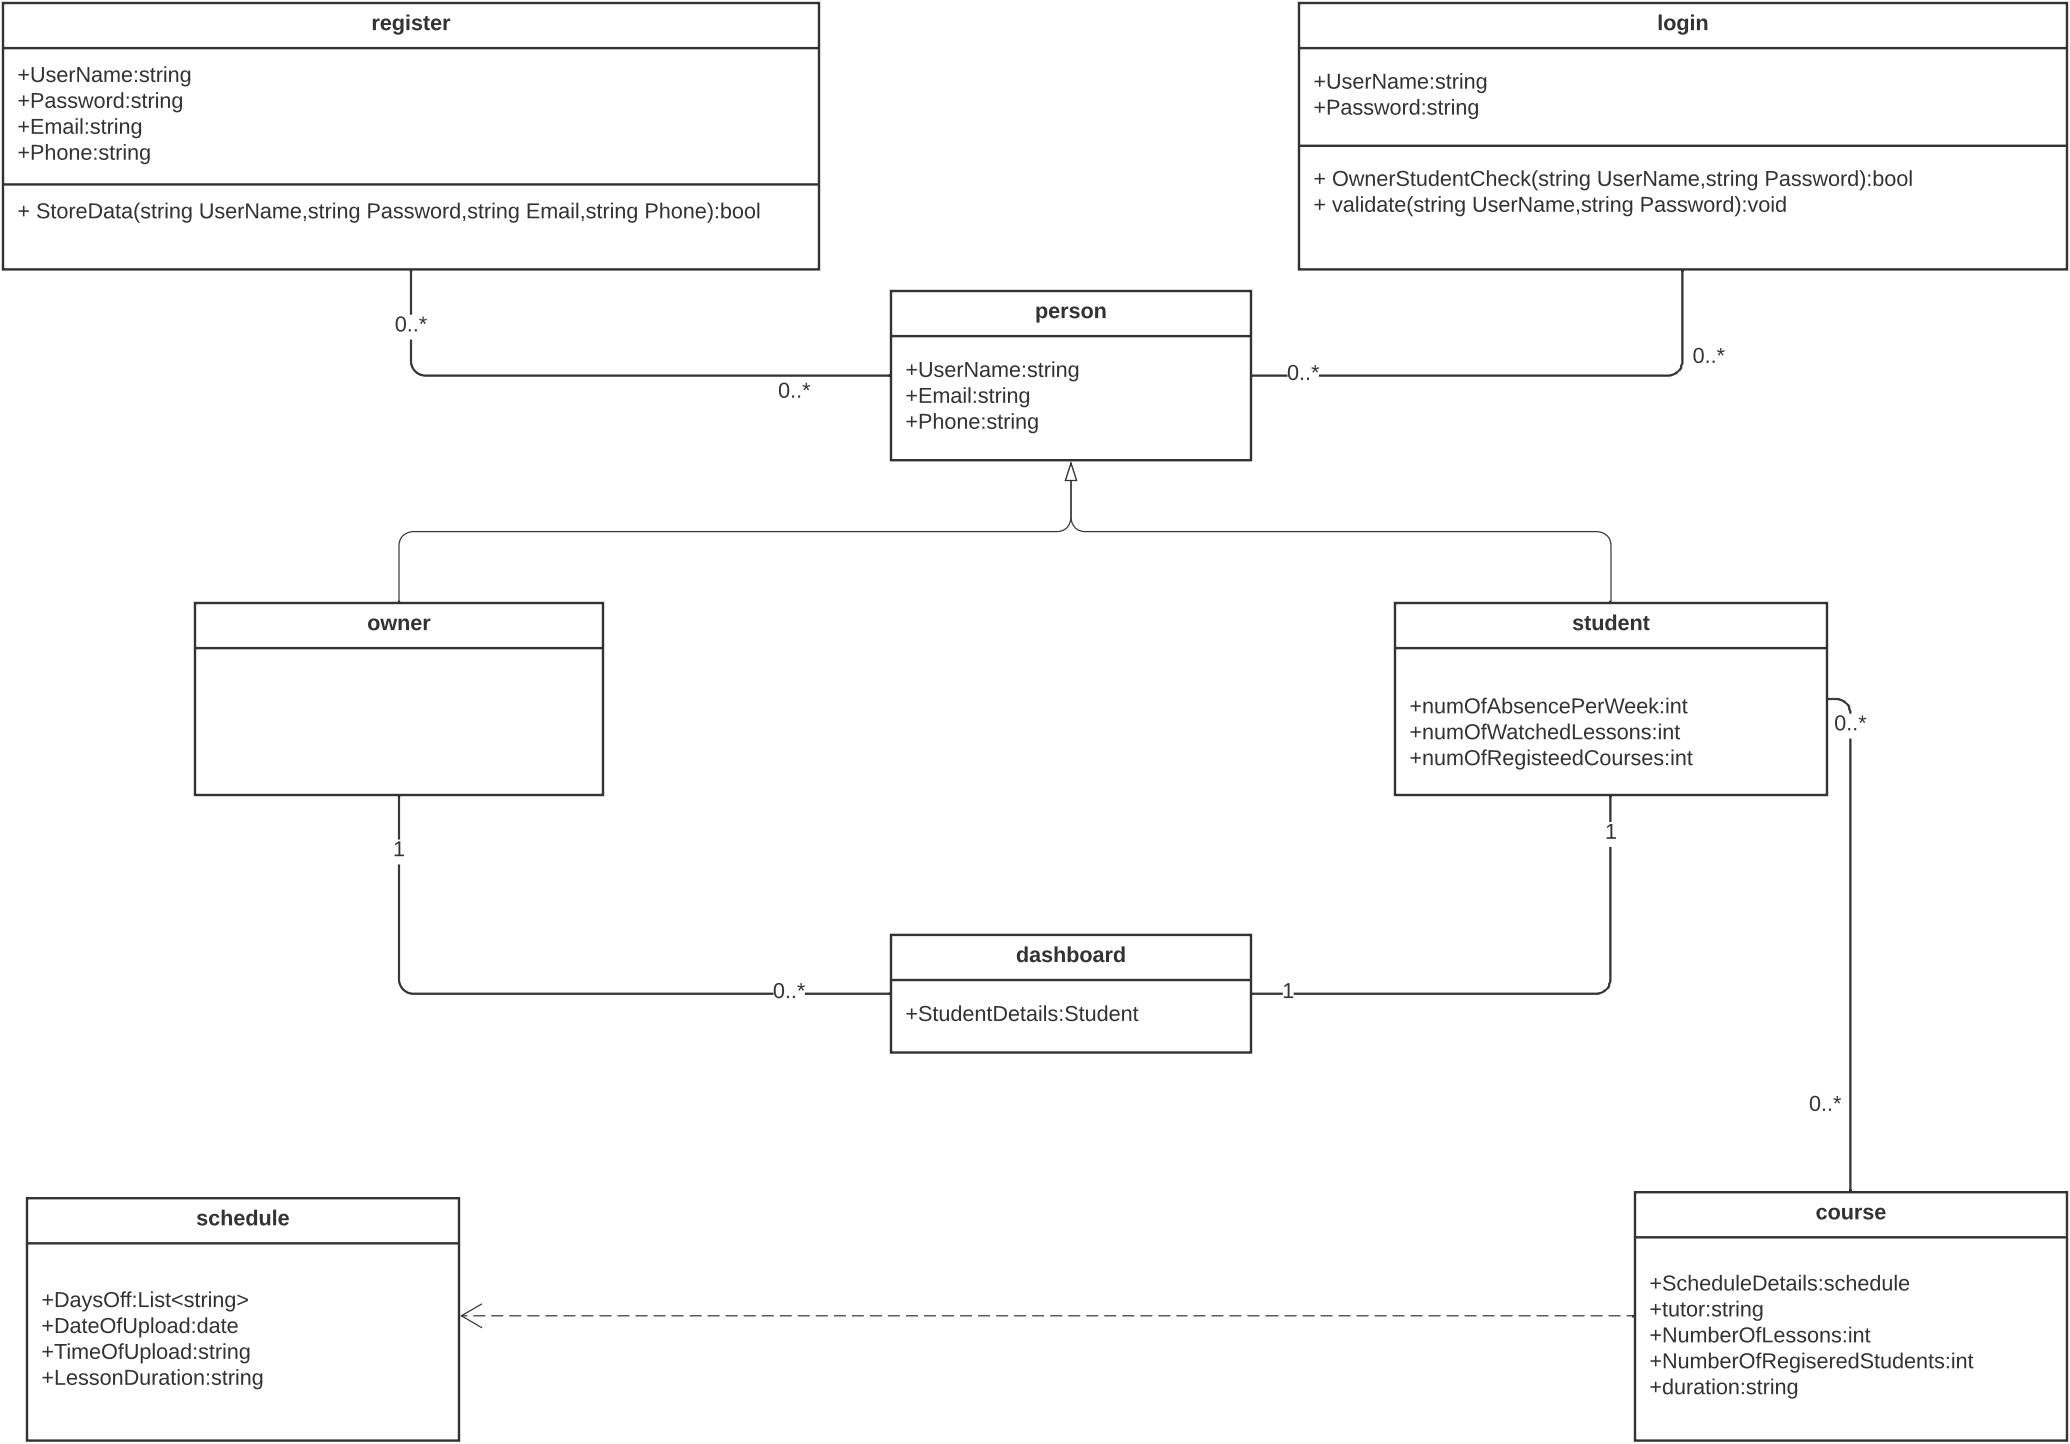 register
+UserName:string
+Password:string
+Email:string
+Phone:string
+ StoreData(string UserName,string Password,string Email,string Phone):bool
login
+UserName:string
+Password:string
+ OwnerStudentCheck(string UserName,string Password):bool
+ validate(string UserName,string Password):void
0..*
0..*
person
+UserName:string
+Email:string
+Phone:string
0..*
0..*
owner
student
+numOfAbsencePerWeek:int
+numOfWatchedLessons:int
+numOfRegisteedCourses:int
0..*
1
1
0..*
dashboard
+StudentDetails:Student
1
0..*
schedule
+DaysOff:List<string>
+DateOfUpload:date
+TimeOfUpload:string
+LessonDuration:string
course
+ScheduleDetails:schedule
+tutor:string
+NumberOfLessons:int
+NumberOfRegiseredStudents:int
+duration:string